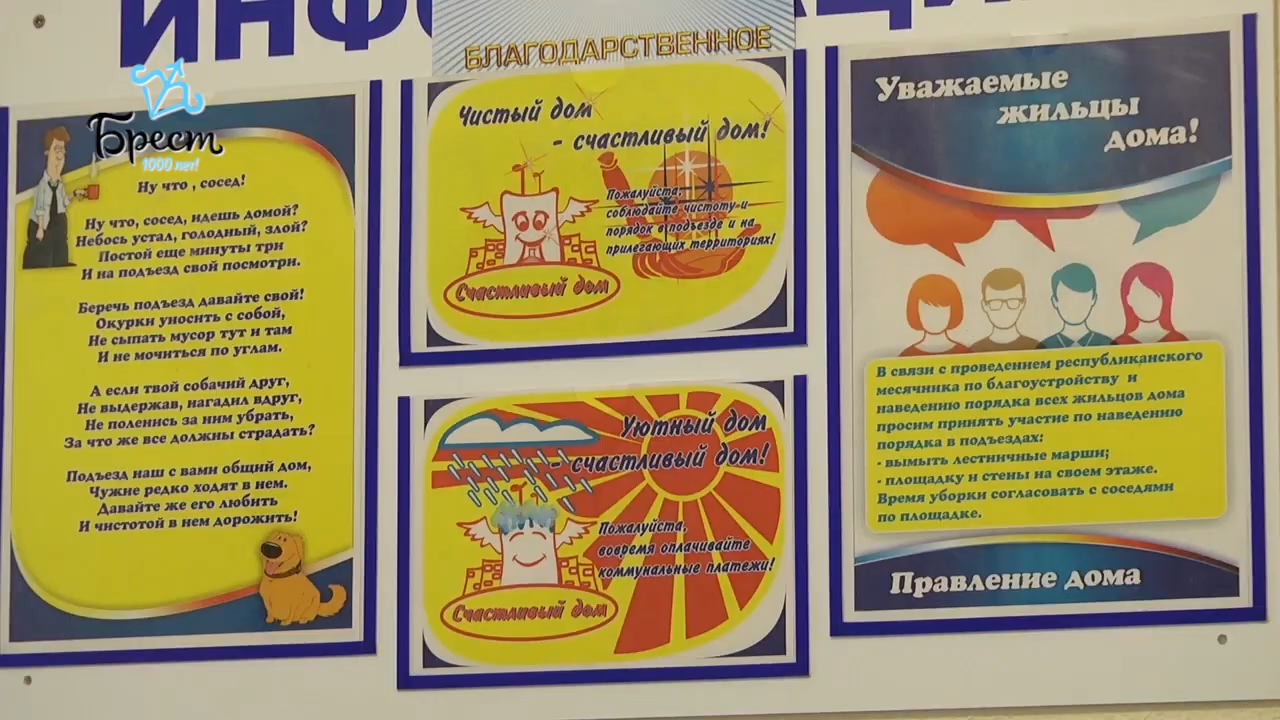 БЛАГОДАРСТВЕННОЕ
Брест
1000 лет!
Ну что , сосед!
Ну что, сосед, идешь домой?
Небось устал, голодный, злой?
Постой еще минуты три
И на подъезд свой посмотри.
Беречь подъезд давайте свой!
Окурки уносить с собой,
Не сыпать мусор тут и там
И не мочиться по углам.
А если твой собачий друг,
Не выдержав, нагадил вдруг,
Не поленись за ним убрать,
За что же все должны страдать?
Подъезд наш с вами общий дом,
Чужие редко ходят в нем.
Давайте же его любить
И чистотой в нем дорожить!
Чистый дом
- счастливый дом!
Пожалуйста,
соблюдайте чистоту и
порядок в подъезде и на
прилегающих территориях!
Счастливый дом
Уютный дом
- счастливый дом!
Пожалуйста,
вовремя оплачивайте
коммунальные платежи!
Счастливый дом
Уважаемые
жильцы
дома!
В связи с проведением республиканского
месячника по благоустройству и
наведению порядка всех жильцов дома
просим принять участие по наведению
порядка в подъездах:
- вымыть лестничные марши;
- площадку и стены на своем этаже.
Время уборки согласовать с соседями
по площадке.
Правление дома